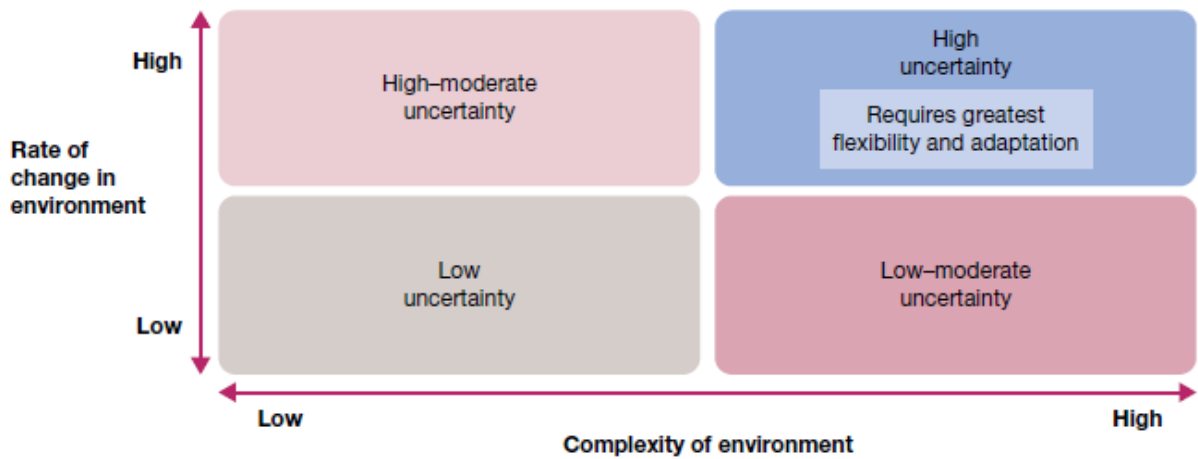 High
High–moderate
uncertainty
High
uncertainty
Requires greatest
flexibility and adaptation
Rate of
change in
environment
Low
uncertainty
Low–moderate
uncertainty
Low
Low
High
Complexity of environment